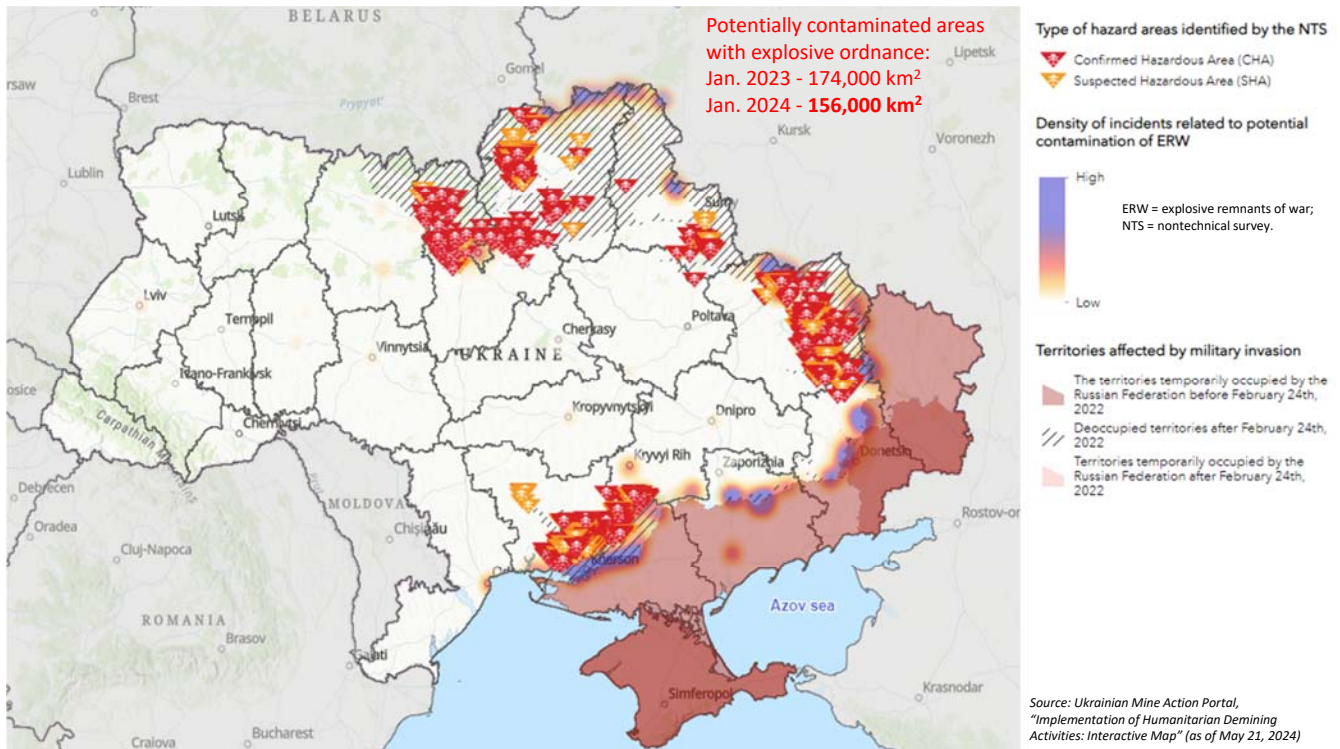 BELARUS
Potentially contaminated areas
with explosive ordnance:
Jan. 2023 - 174,000 km²
Jan. 2024 - 156,000 km²
Gomel
Lipetsk
Brest
Prypyat'
Kursk
Voronezh
Lublin
Lutsk
Sumy
Lviv
Ternopil
Vinnytsia
Cherkasy
Poltava
UKRAINE
Ivano-Frankivsk
Chernivtsi
Kropyvnytskyi
Dnipro
Carpathian
Kryvyi Rih
Zaporizhia
Donetsk
Debrecen
MOLDOVA
Rostov-on
Oradea
Chișinău
Cluj-Napoca
Kherson
Azov sea
ROMANIA
Brasov
Galati
Simferopol
Krasnodar
Craiova
Bucharest
Type of hazard areas identified by the NTS
Confirmed Hazardous Area (CHA)
Suspected Hazardous Area (SHA)
Density of incidents related to potential
contamination of ERW
High
ERW = explosive remnants of war;
NTS = nontechnical survey.
Low
Territories affected by military invasion
The territories temporarily occupied by the
Russian Federation before February 24th,
2022
Deoccupied territories after February 24th,
2022
Territories temporarily occupied by the
Russian Federation after February 24th,
2022
Source: Ukrainian Mine Action Portal,
"Implementation of Humanitarian Demining
Activities: Interactive Map" (as of May 21, 2024)